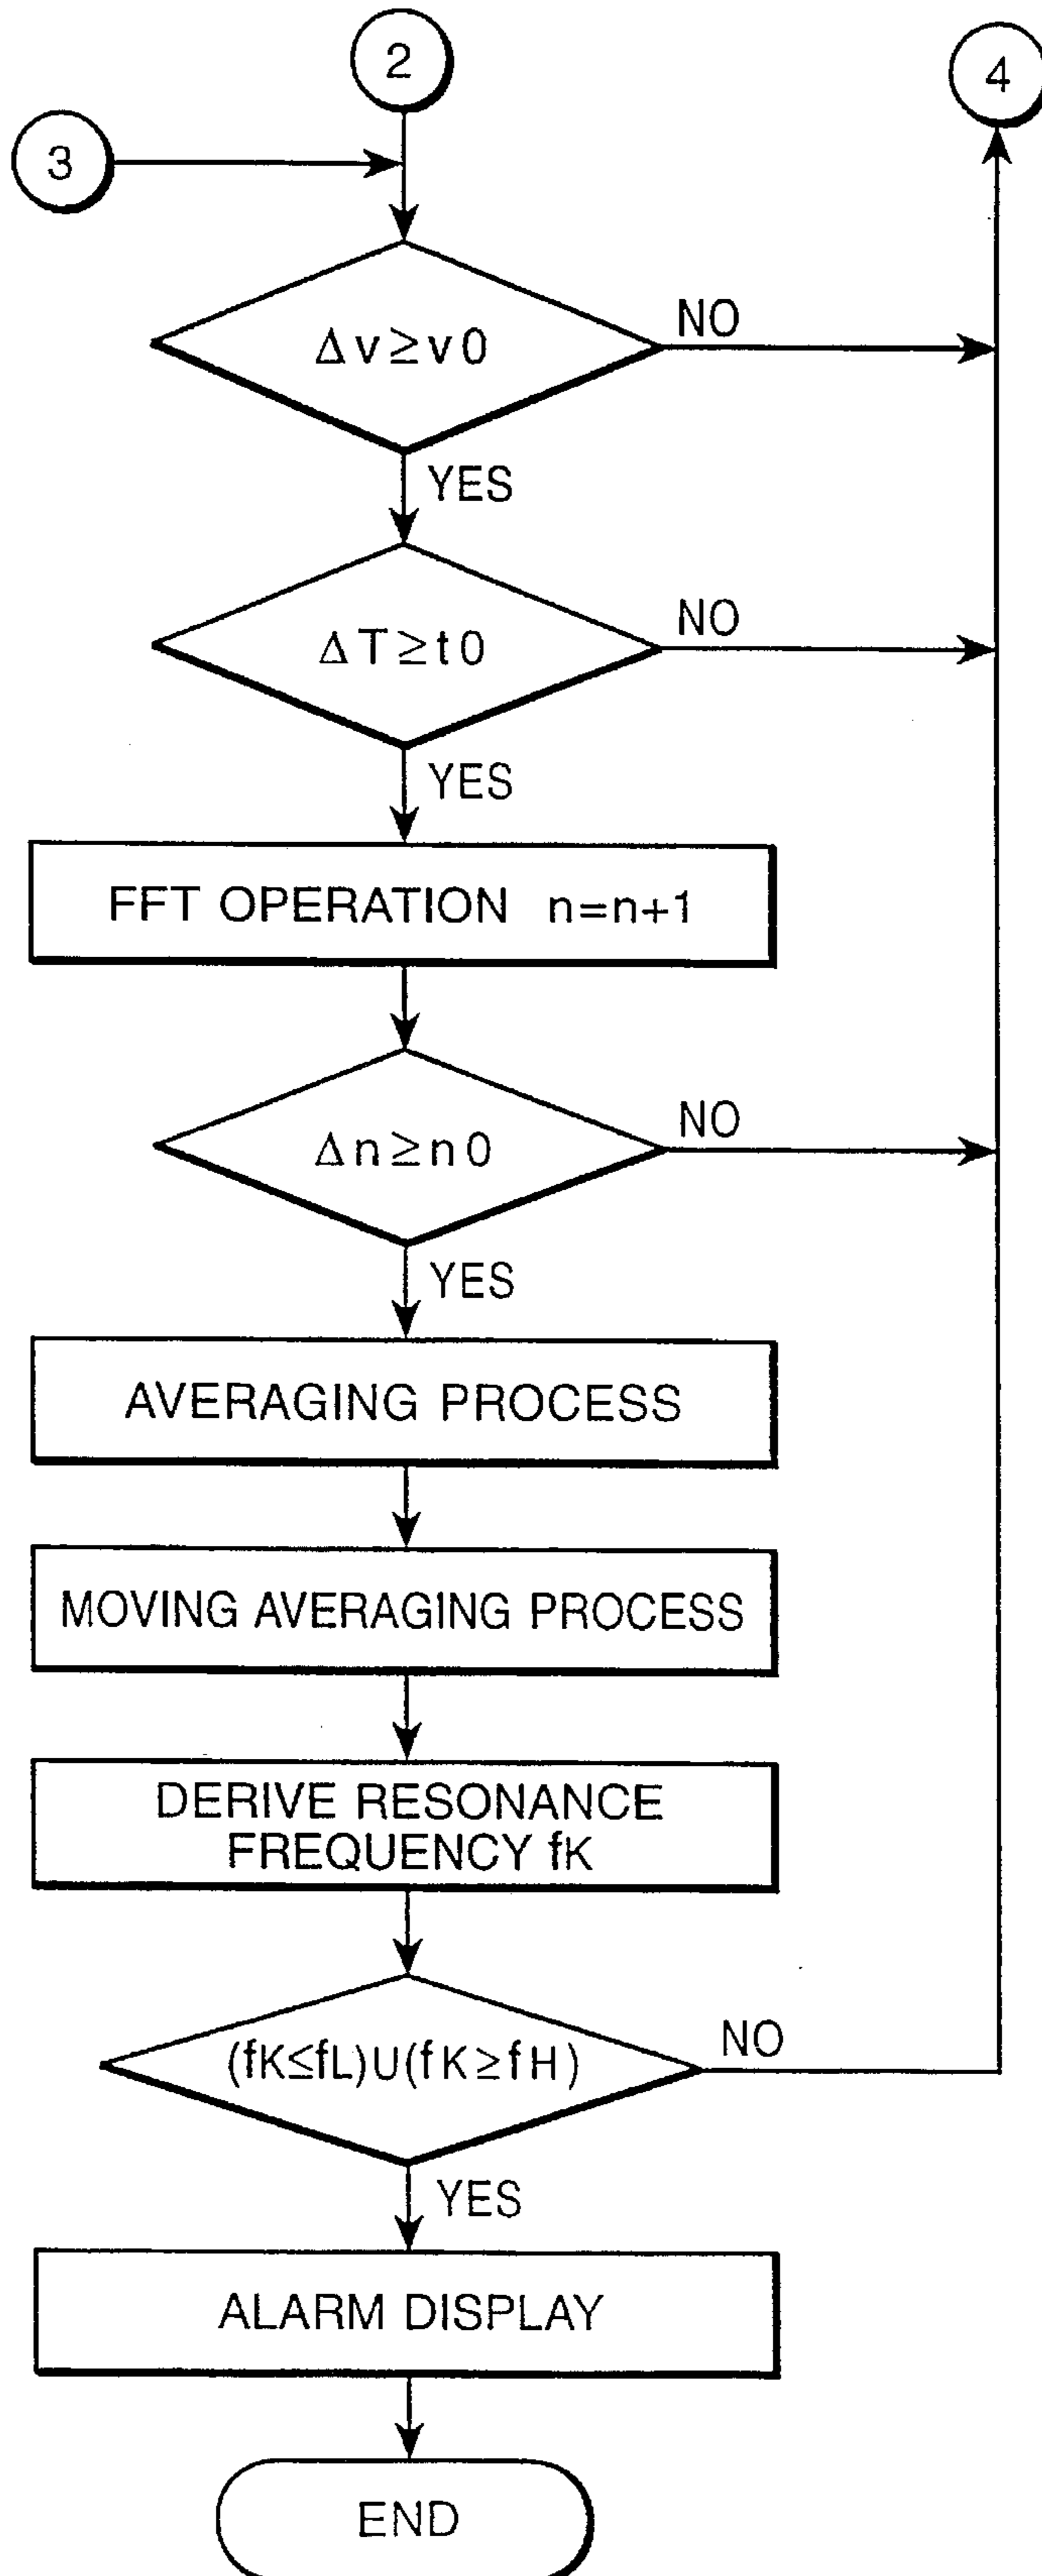 2
4
3
Δv≥v0
NO
YES
ΔT≥t0
NO
YES
FFT OPERATION n=n+1
Δn≥n0
NO
YES
AVERAGING PROCESS
MOVING AVERAGING PROCESS
DERIVE RESONANCE
FREQUENCY fK
(fK≤fL)U(fK≥fH)
NO
YES
ALARM DISPLAY
END